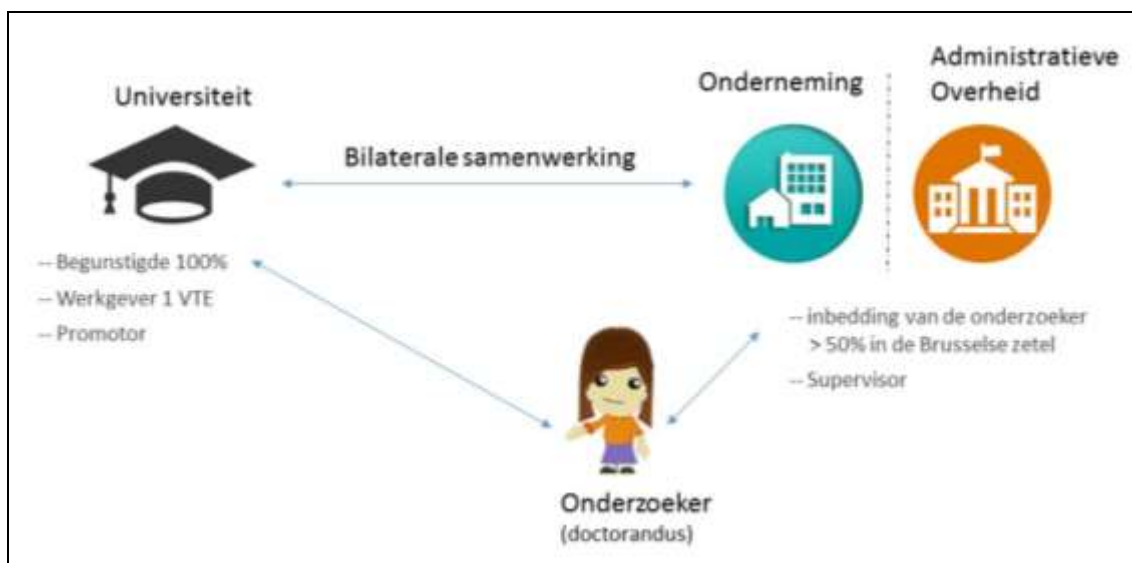 Universiteit
Bilaterale samenwerking
Onderneming
Administratieve
Overheid
-- Begunstigde 100%
-- Werkgever 1 VTE
-- Promotor
-- inbedding van de onderzoeker
> 50% in de Brusselse zetel
-- Supervisor
Onderzoeker
(doctorandus)